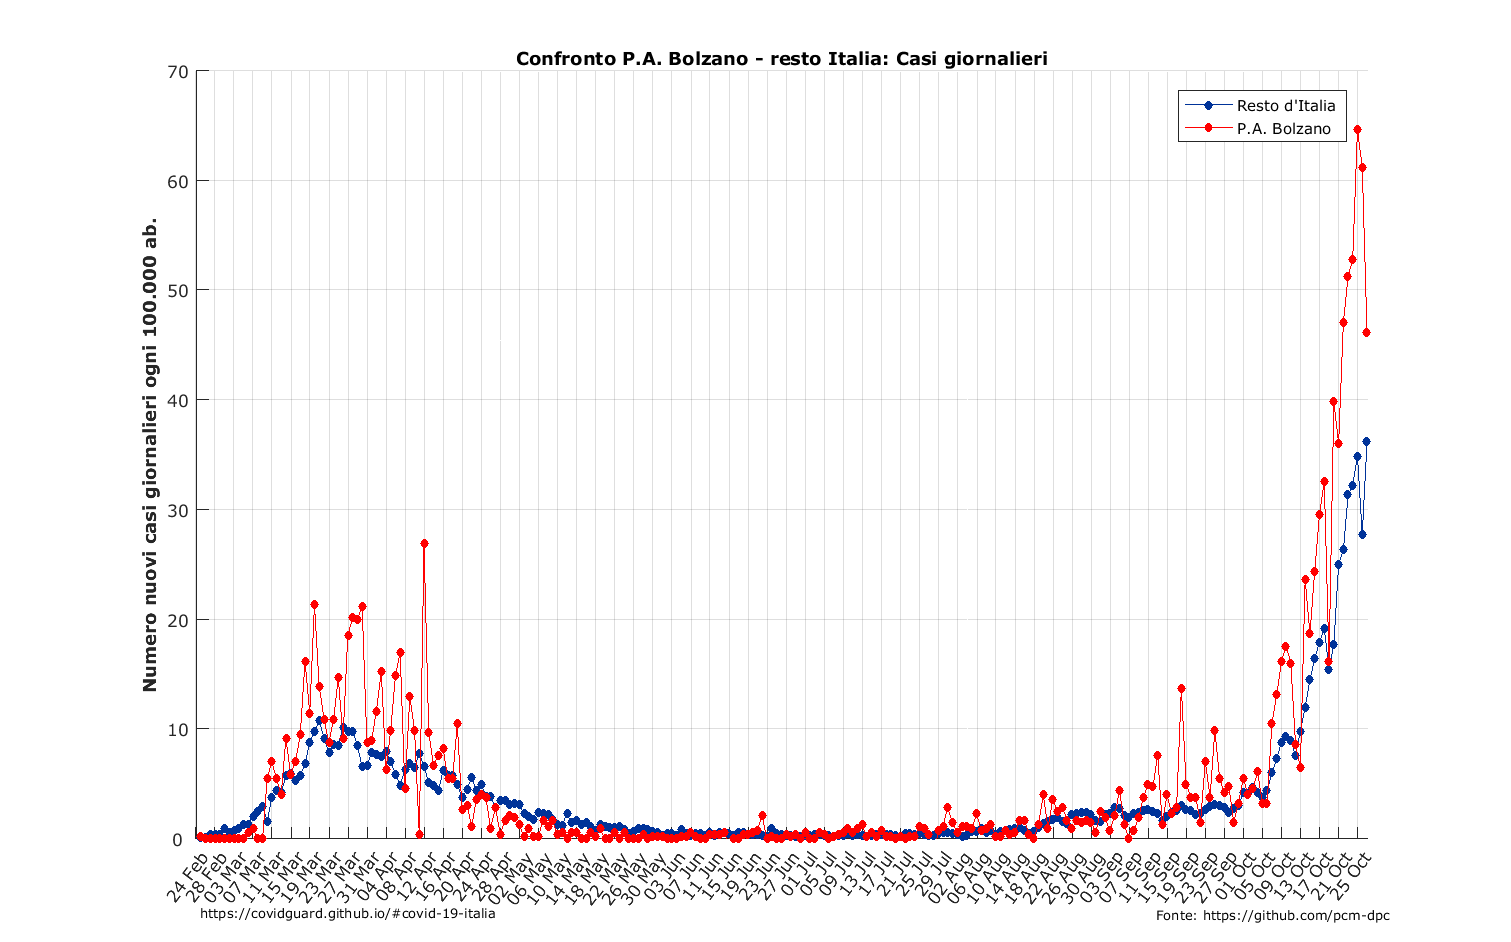 Confronto P.A. Bolzano - resto Italia: Casi giornalieri
Numero nuovi casi giornalieri ogni 100.000 ab.
70
60
50
40
30
20
10
0
Resto d'Italia
P.A. Bolzano
24 Feb
28 Feb
03 Mar
07 Mar
11 Mar
15 Mar
19 Mar
23 Mar
27 Mar
31 Mar
04 Apr
08 Apr
12 Apr
16 Apr
20 Apr
24 Apr
28 Apr
02 May
06 May
10 May
14 May
18 May
22 May
26 May
30 May
03 Jun
07 Jun
11 Jun
15 Jun
19 Jun
23 Jun
27 Jun
01 Jul
05 Jul
09 Jul
13 Jul
17 Jul
21 Jul
25 Jul
29 Jul
02 Aug
06 Aug
10 Aug
14 Aug
18 Aug
22 Aug
26 Aug
30 Aug
03 Sep
07 Sep
11 Sep
15 Sep
19 Sep
23 Sep
27 Sep
01 Oct
05 Oct
09 Oct
13 Oct
17 Oct
21 Oct
25 Oct
https://covidguard.github.io/#covid-19-italia
Fonte: https://github.com/pcm-dpc